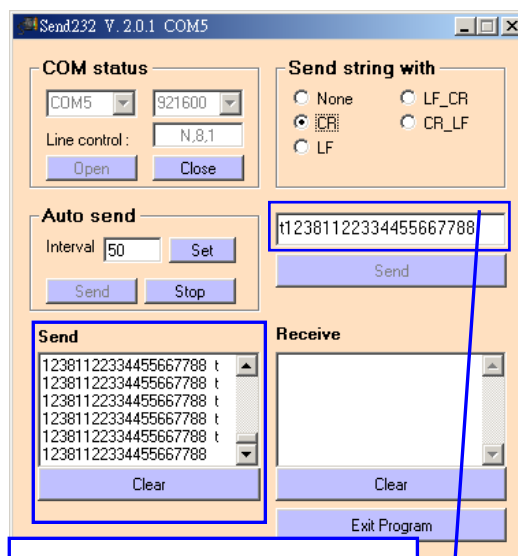 Send232 V. 2.0.1 COM5
COM status
COM5 921600
Line control : N,8,1
Open Close
Send string with
None LF_CR
CR CR_LF
LF
Auto send
Interval 50 Set
Send Stop
t12381122334455667788
Send
Send
12381122334455667788 t
12381122334455667788 t
12381122334455667788 t
12381122334455667788 t
12381122334455667788 t
12381122334455667788
Clear
Receive
Clear
Exit Program